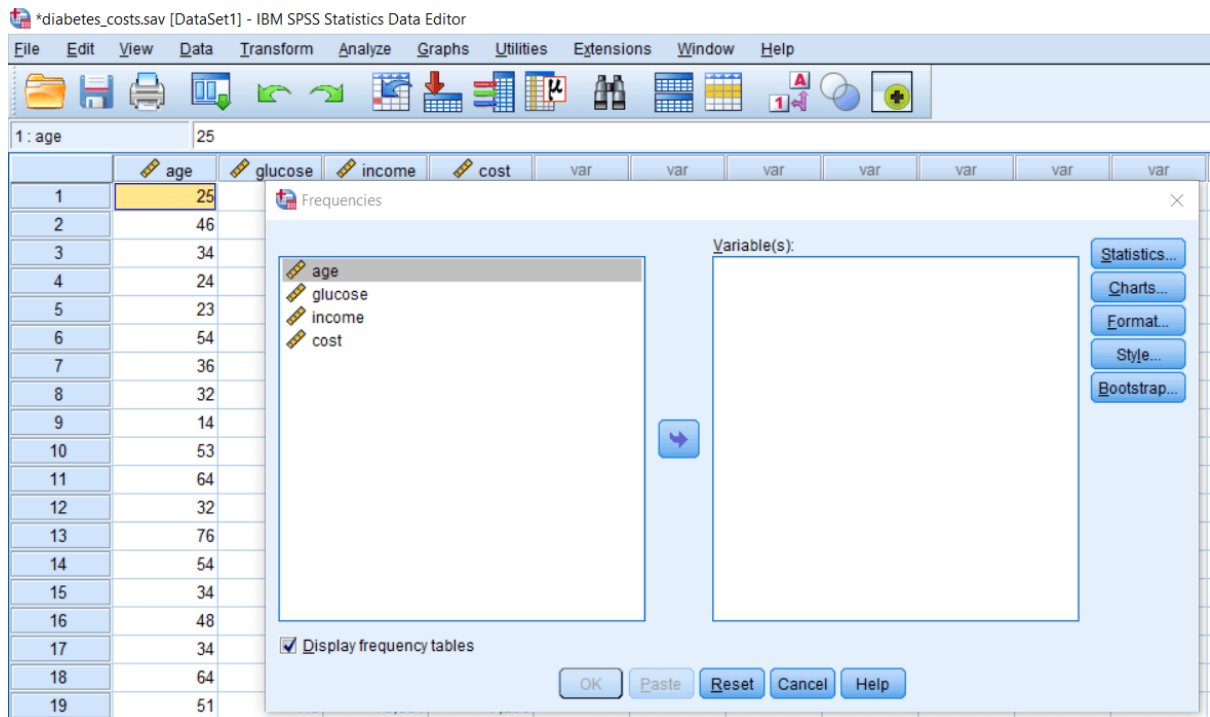 *diabetes_costs.sav [DataSet1] - IBM SPSS Statistics Data Editor
File Edit View Data Transform Analyze Graphs Utilities Extensions Window Help
1 : age 25
age glucose income cost var var var var var var var
1 25
2 46
3 34
4 24
5 23
6 54
7 36
8 32
9 14
10 53
11 64
12 32
13 76
14 54
15 34
16 48
17 34
18 64
19 51
Frequencies
Variable(s):
age
glucose
income
cost
Statistics...
Charts...
Format...
Style...
Bootstrap...
Display frequency tables
OK Paste Reset Cancel Help